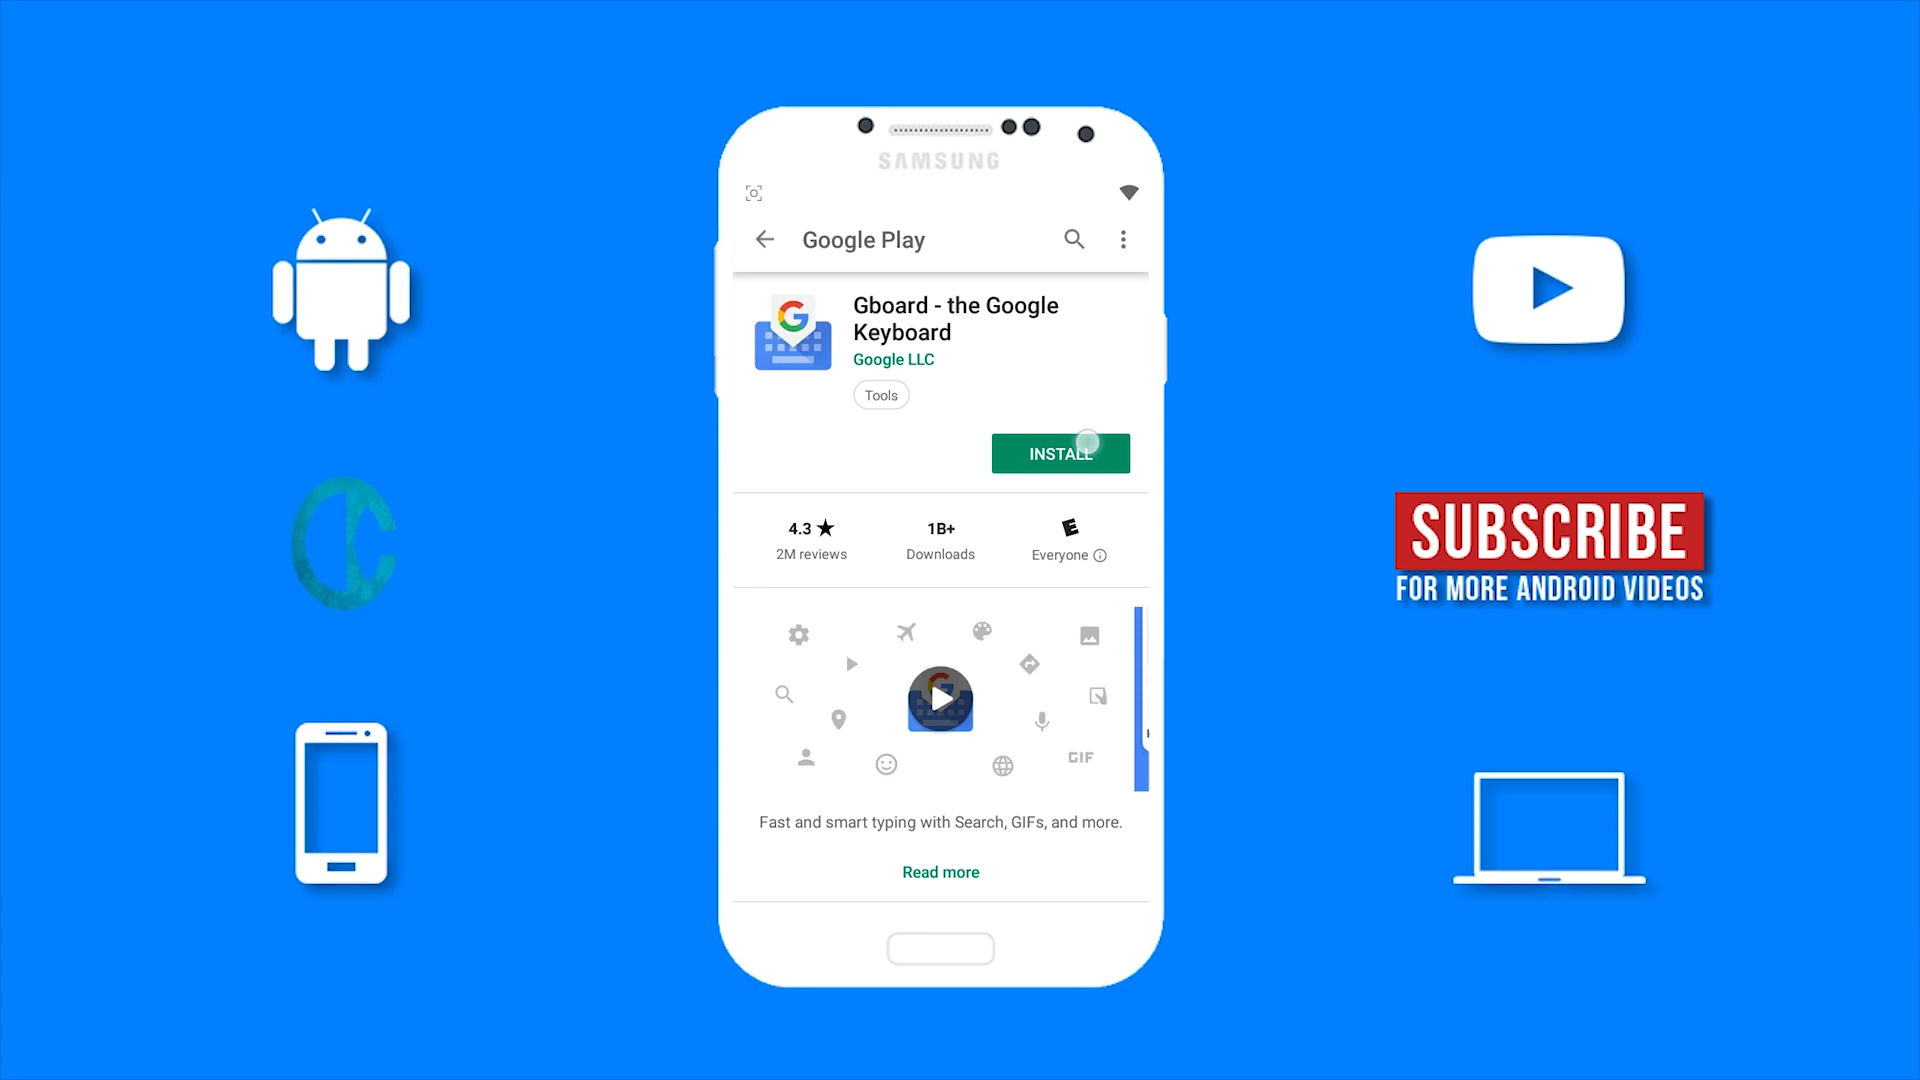 SAMSUNG
Google Play
Gboard - the Google
Keyboard
Google LLC
Tools
INSTALL
4.3 ★
2M reviews
1B+
Downloads
E
Everyone
GIF
Fast and smart typing with Search, GIFs, and more.
Read more
SUBSCRIBE
FOR MORE ANDROID VIDEOS